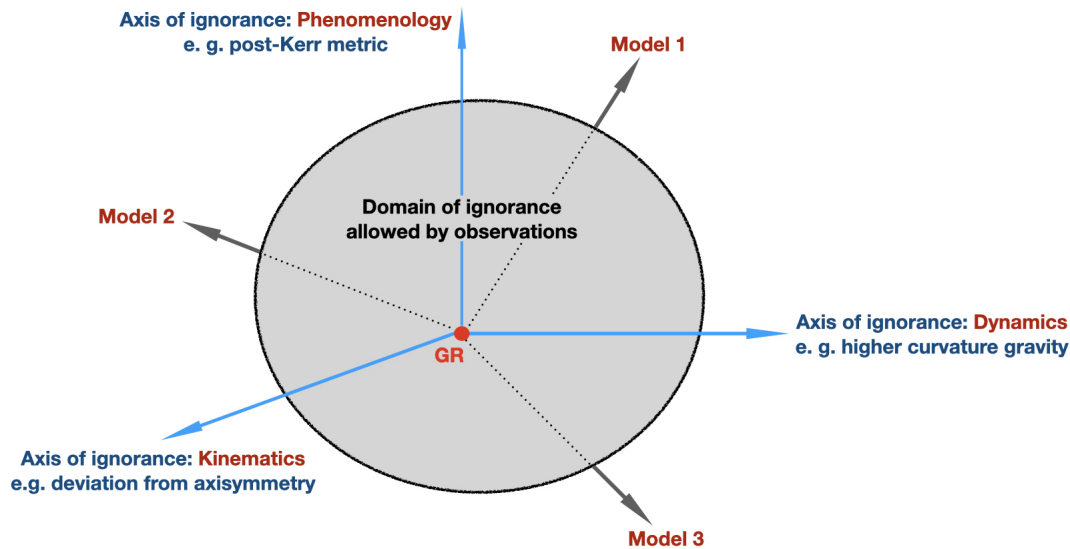 Axis of ignorance: Phenomenology
e. g. post-Kerr metric
Model 1
Domain of ignorance
allowed by observations
Model 2
Axis of ignorance: Dynamics
e. g. higher curvature gravity
GR
Axis of ignorance: Kinematics
e.g. deviation from axisymmetry
Model 3